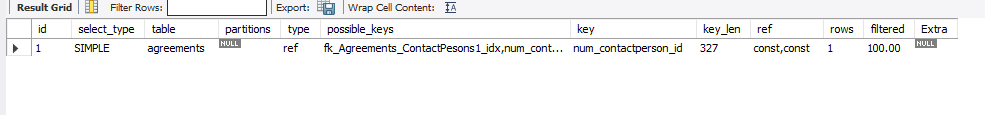 Result Grid Filter Rows: Export: Wrap Cell Content: IA
id select_type table partitions type possible_keys key key_len ref rows filtered Extra
1 SIMPLE agreements NULL ref fk_Agreements_ContactPesons1_idx,num_cont... num_contactperson_id 327 const,const 1 100.00 NULL